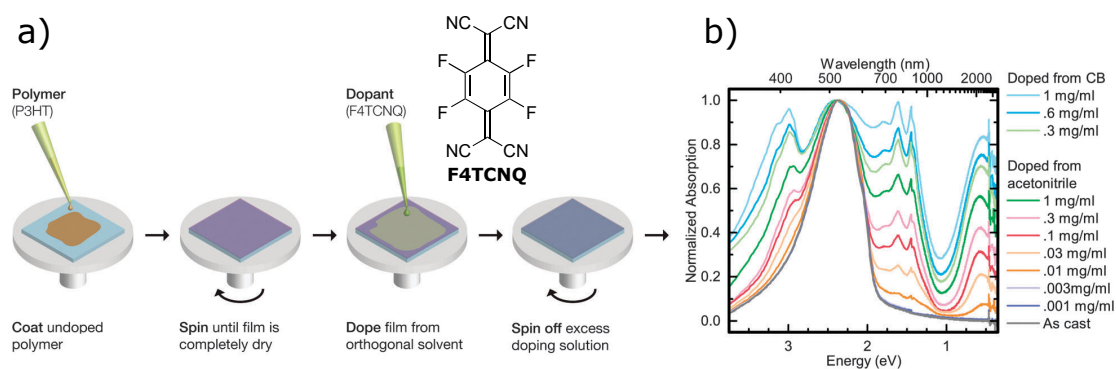 a)
Polymer
(P3HT)
Dopant
(F4TCNQ)
NC CN
F F
F F
NC CN
F4TCNQ
Coat undoped
polymer
Spin until film is
completely dry
Dope film from
orthogonal solvent
Spin off excess
doping solution
b)
Wavelength (nm)
400 500 700 1000 2000
Normalized Absorption
1.0
0.8
0.6
0.4
0.2
0.0
3 2 1
Energy (eV)
Doped from CB
1 mg/ml
.6 mg/ml
.3 mg/ml
Doped from
acetonitrile
1 mg/ml
.3 mg/ml
.1 mg/ml
.03 mg/ml
.01 mg/ml
.003mg/ml
.001 mg/ml
As cast